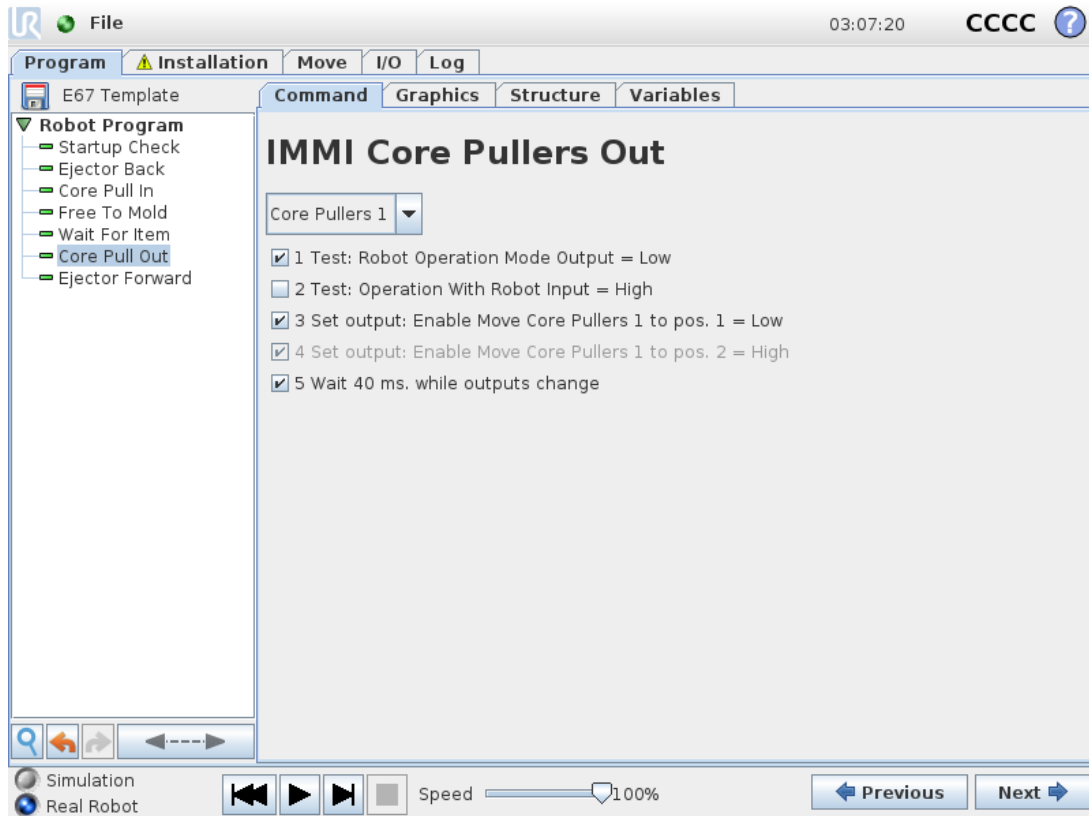 UR File 03:07:20 CCCC ?
Program Installation Move I/O Log
E67 Template
Command Graphics Structure Variables
Robot Program
Startup Check
Ejector Back
Core Pull In
Free To Mold
Wait For Item
Core Pull Out
Ejector Forward
IMMI Core Pullers Out
Core Pullers 1
1 Test: Robot Operation Mode Output = Low
2 Test: Operation With Robot Input = High
3 Set output: Enable Move Core Pullers 1 to pos. 1 = Low
4 Set output: Enable Move Core Pullers 1 to pos. 2 = High
5 Wait 40 ms. while outputs change
Simulation
Real Robot
Speed 100%
Previous Next